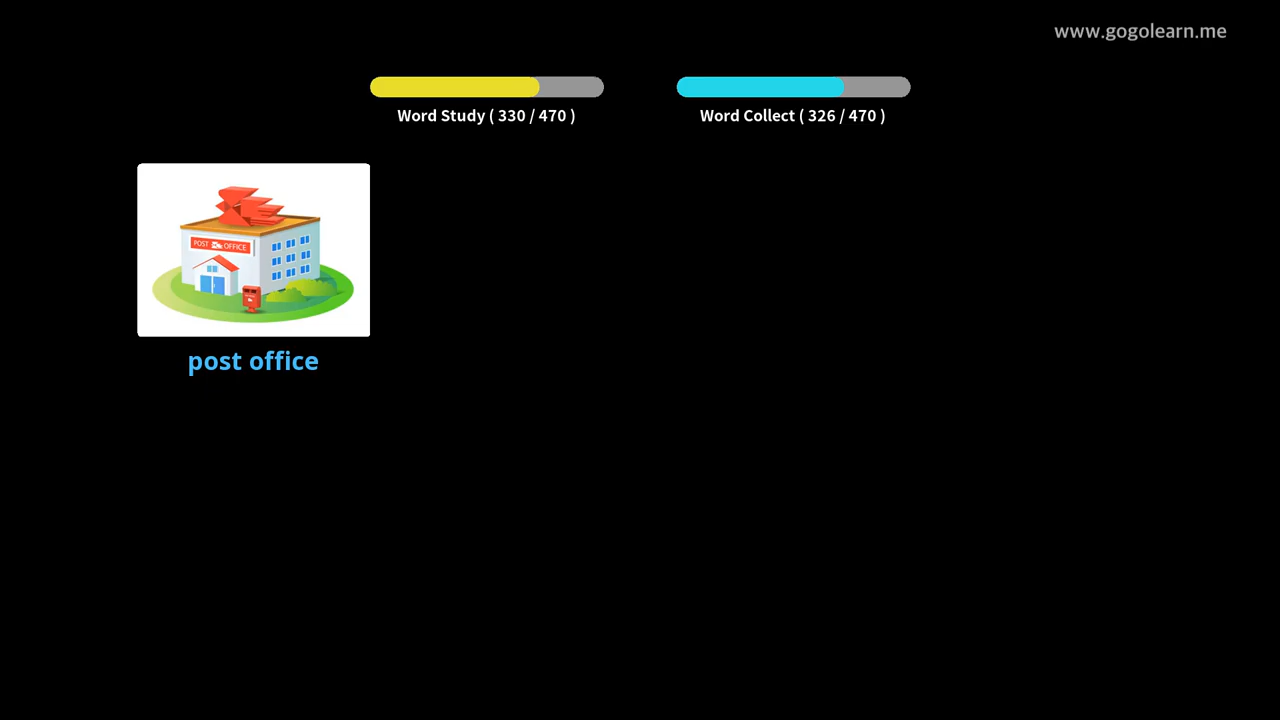 www.gogolearn.me
Word Study ( 330 / 470 )
Word Collect ( 326 / 470 )
POST OFFICE
post office